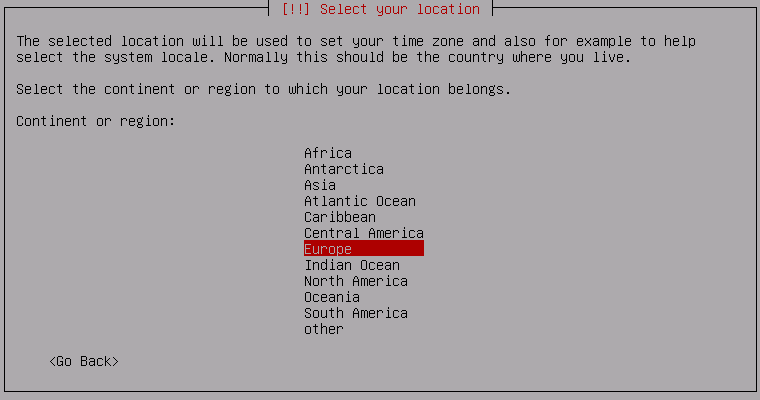 [!!] Select your location
The selected location will be used to set your time zone and also for example to help
select the system locale. Normally this should be the country where you live.
Select the continent or region to which your location belongs.
Continent or region:
Africa
Antarctica
Asia
Atlantic Ocean
Caribbean
Central America
Europe
Indian Ocean
North America
Oceania
South America
other
<Go Back>